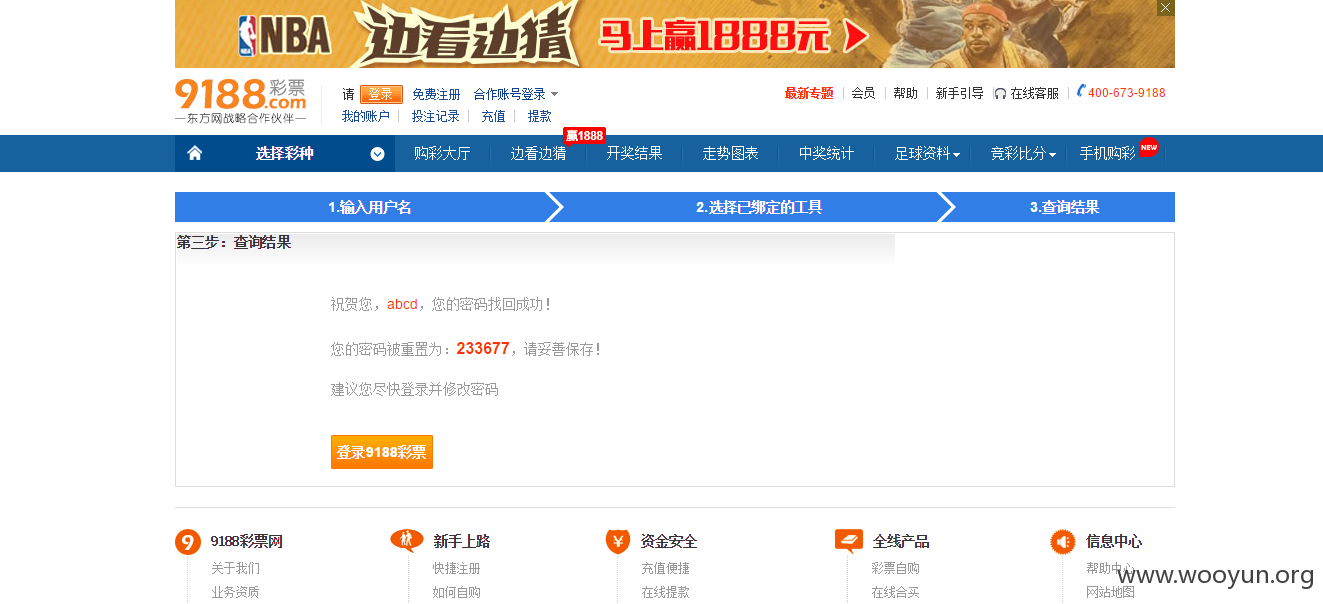 NBA 边看边猜 马上赢1888元
9188彩票
.com
—东方网战略合作伙伴—
请 登录 免费注册 合作账号登录
我的账户 投注记录 充值 提款
最新专题 会员 帮助 新手引导 在线客服 400-673-9188
赢1888
选择彩种 购彩大厅 边看边猜 开奖结果 走势图表 中奖统计 足球资料 竞彩比分 手机购彩 NEW
1.输入用户名 2.选择已绑定的工具 3.查询结果
第三步：查询结果
祝贺您，abcd，您的密码找回成功！
您的密码被重置为：233677，请妥善保存！
建议您尽快登录并修改密码
登录9188彩票
9 9188彩票网 新手上路 ¥ 资金安全 全线产品 信息中心
关于我们 快捷注册 充值便捷 彩票自购 帮助中心
www.wooyun.org
业务资质 如何自购 在线提款 在线合买 网站地图